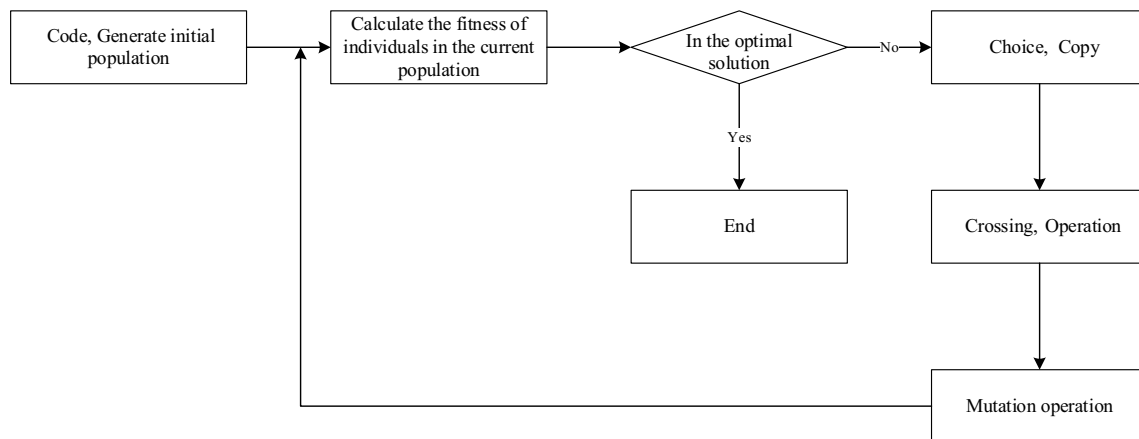 Code, Generate initial
population
Calculate the fitness of
individuals in the current
population
In the optimal
solution
No
Choice, Copy
Yes
End
Crossing, Operation
Mutation operation